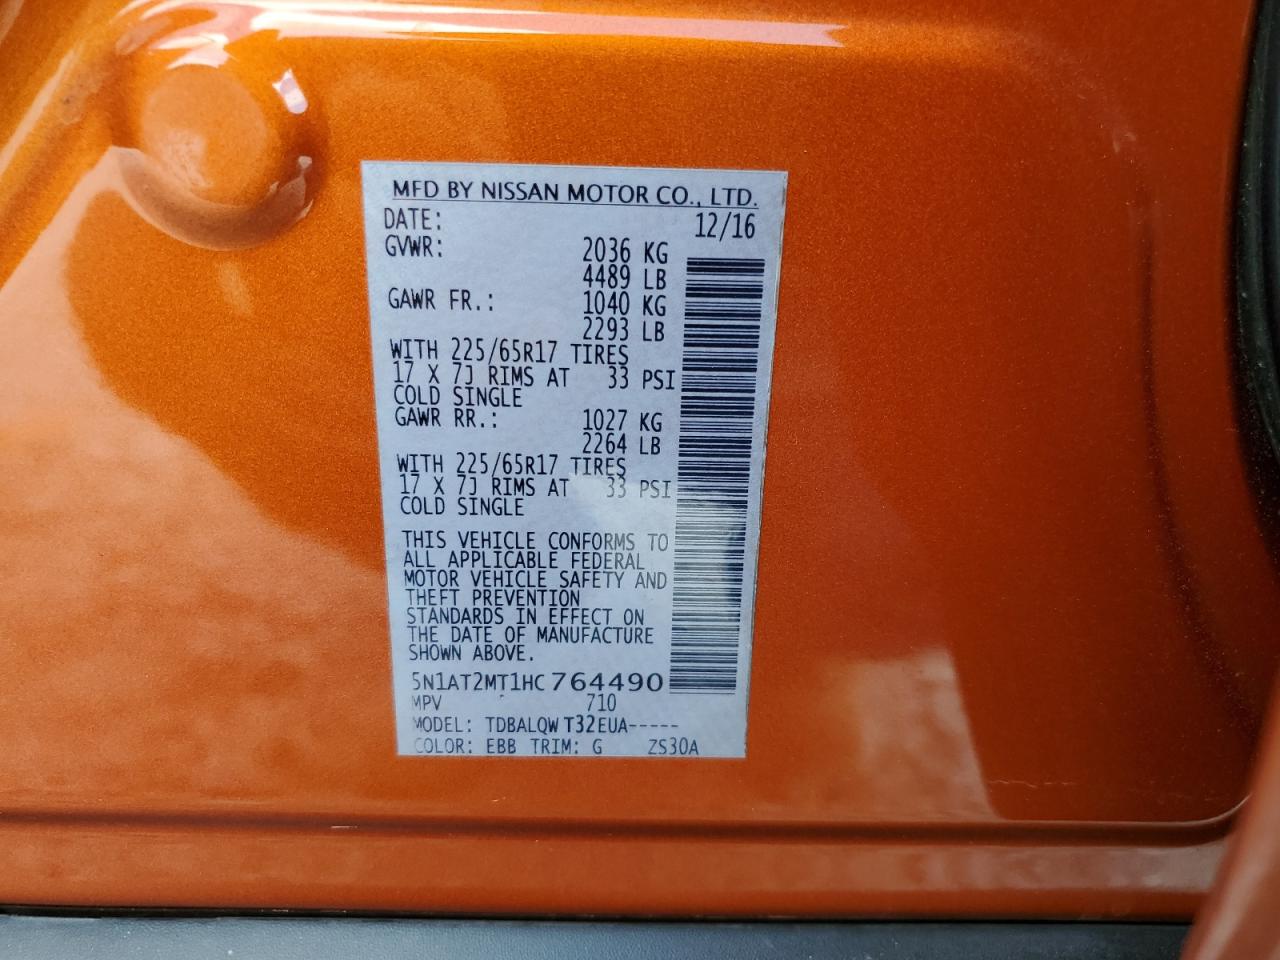 MFD BY NISSAN MOTOR CO., LTD.
DATE: 12/16
GVWR: 2036 KG
4489 LB
GAWR FR.: 1040 KG
2293 LB
WITH 225/65R17 TIRES
17 X 7J RIMS AT 33 PSI
COLD SINGLE
GAWR RR.: 1027 KG
2264 LB
WITH 225/65R17 TIRES
17 X 7J RIMS AT 33 PSI
COLD SINGLE
THIS VEHICLE CONFORMS TO
ALL APPLICABLE FEDERAL
MOTOR VEHICLE SAFETY AND
THEFT PREVENTION
STANDARDS IN EFFECT ON
THE DATE OF MANUFACTURE
SHOWN ABOVE.
5N1AT2MT1HC764490
MPV 710
MODEL: TDBALQWT32EUA-----
COLOR: EBB TRIM: G ZS30A